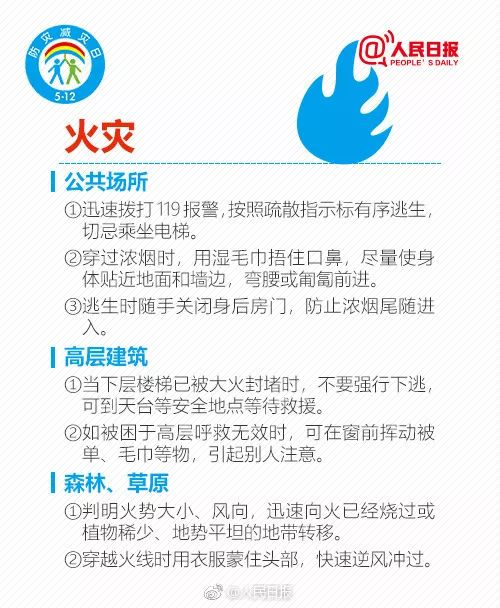 防灾减灾日
5-12
@人民日报
PEOPLE'S DAILY
火灾
公共场所
①迅速拨打119报警,按照疏散指示标有序逃生,
切忌乘坐电梯。
②穿过浓烟时，用湿毛巾捂住口鼻，尽量使身
体贴近地面和墙边，弯腰或匍匐前进。
③逃生时随手关闭身后房门，防止浓烟尾随进
入。
高层建筑
①当下层楼梯已被大火封堵时，不要强行下逃，
可到天台等安全地点等待救援。
②如被困于高层呼救无效时，可在窗前挥动被
单、毛巾等物，引起别人注意。
森林、草原
①判明火势大小、风向，迅速向火已经烧过或
植物稀少、地势平坦的地带转移。
②穿越火线时用衣服蒙住头部，快速逆风冲过。
@人民日报